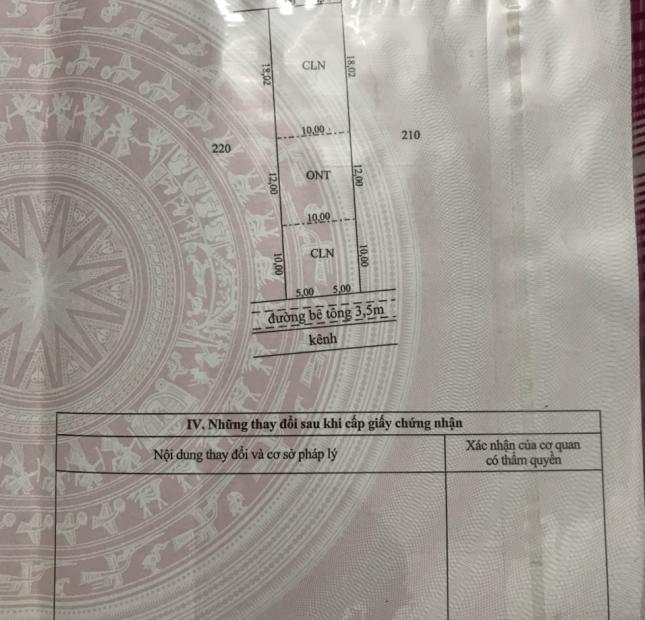 CLN
18,02
18,02
10,00
220
210
ONT
12,00
12,00
10,00
CLN
10,00
10,00
5,00 5,00
đường bê tông 3,5m
kênh
IV. Những thay đổi sau khi cấp giấy chứng nhận
Nội dung thay đổi và cơ sở pháp lý
Xác nhận của cơ quan
có thẩm quyền